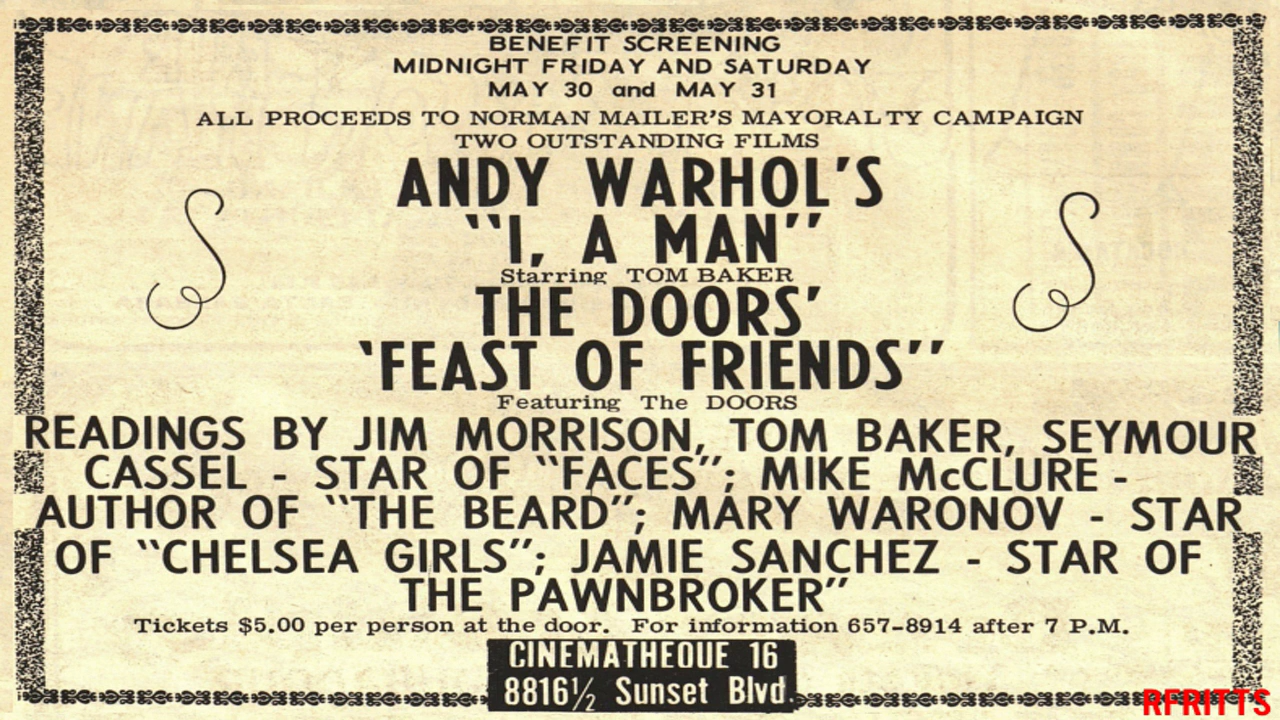 BENEFIT SCREENING
MIDNIGHT FRIDAY AND SATURDAY
MAY 30 and MAY 31
ALL PROCEEDS TO NORMAN MAILER'S MAYORALTY CAMPAIGN
TWO OUTSTANDING FILMS
ANDY WARHOL'S
"I, A MAN"
Starring TOM BAKER
THE DOORS'
'FEAST OF FRIENDS"
Featuring The DOORS
READINGS BY JIM MORRISON, TOM BAKER, SEYMOUR
CASSEL - STAR OF "FACES"; MIKE McCLURE -
AUTHOR OF "THE BEARD"; MARY WARONOV - STAR
OF "CHELSEA GIRLS"; JAMIE SANCHEZ - STAR OF
THE PAWNBROKER"
Tickets $5.00 per person at the door. For information 657-8914 after 7 P.M.
CINEMATHEQUE 16
8816½ Sunset Blvd.
RFRITTS